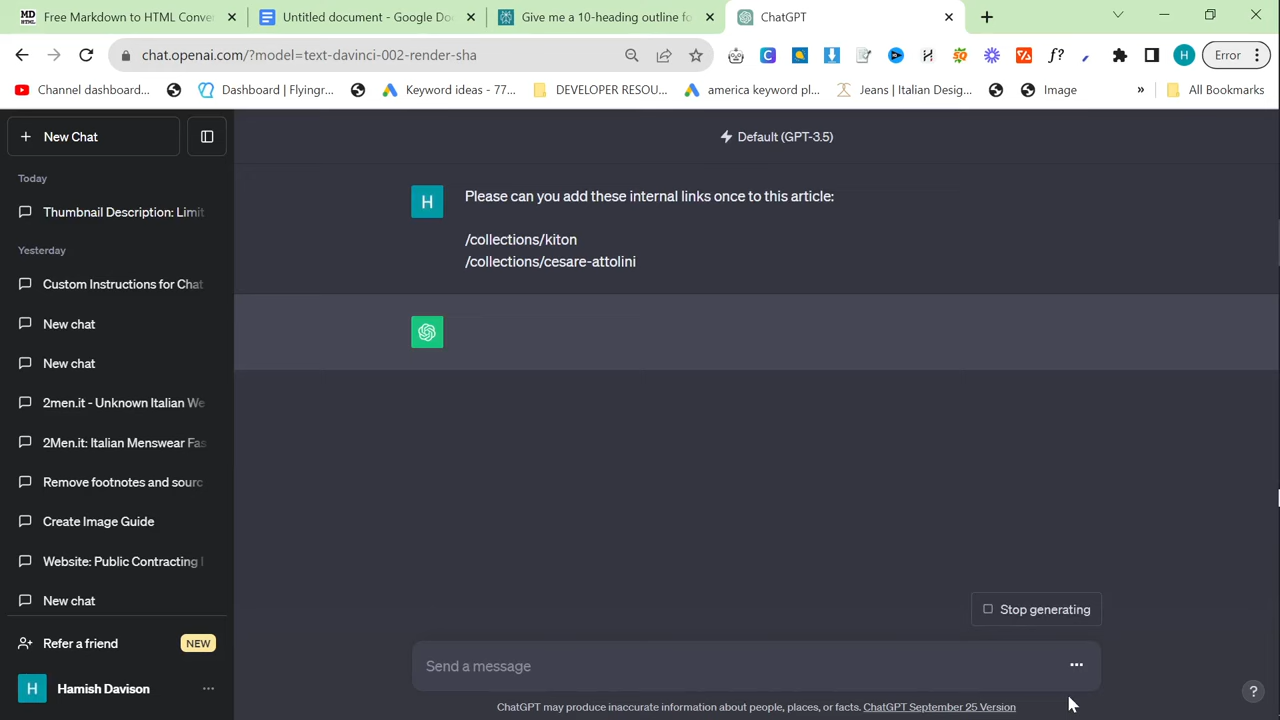 MD
HTML
Free Markdown to HTML Conve
Untitled document - Google Do
Give me a 10-heading outline fo
ChatGPT
chat.openai.com/?model=text-davinci-002-render-sha
Error
Channel dashboard...
Dashboard | Flyingr...
Keyword ideas - 77...
DEVELOPER RESOU...
america keyword pl...
Jeans | Italian Desig...
Image
»
All Bookmarks
+ New Chat
Default (GPT-3.5)
Today
Thumbnail Description: Limit
Yesterday
Custom Instructions for Chat
New chat
New chat
2men.it - Unknown Italian We
2Men.it: Italian Menswear Fas
Remove footnotes and sourc
Create Image Guide
Website: Public Contracting I
New chat
Refer a friend
NEW
H
Hamish Davison
H
Please can you add these internal links once to this article:
/collections/kiton
/collections/cesare-attolini
Stop generating
Send a message
ChatGPT may produce inaccurate information about people, places, or facts. ChatGPT September 25 Version
?